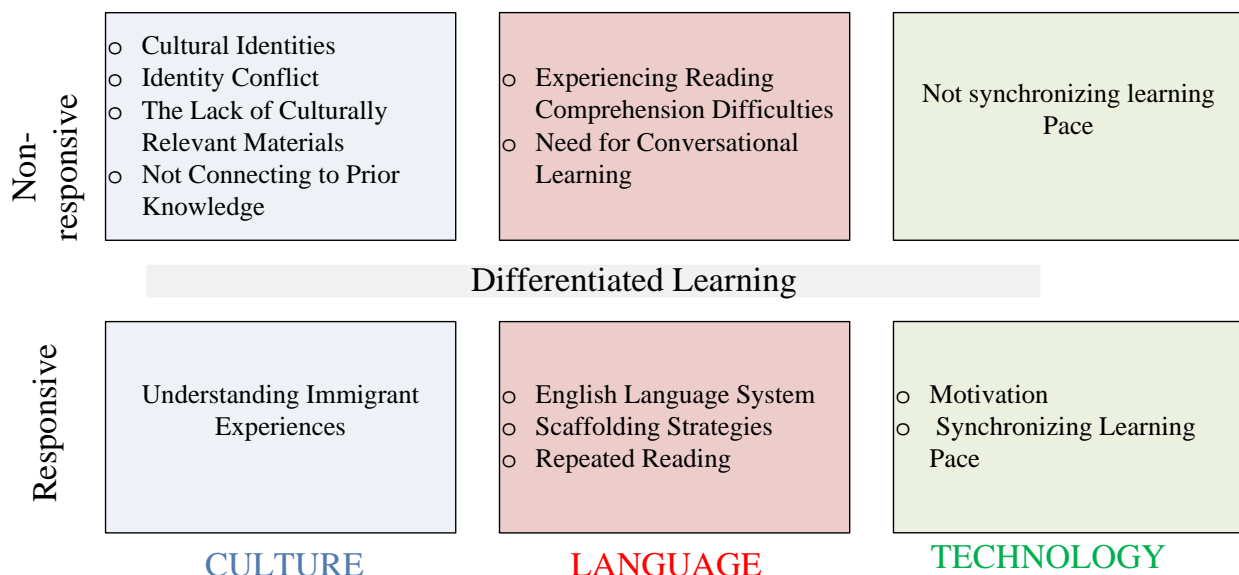 Non-
responsive
o Cultural Identities
o Identity Conflict
o The Lack of Culturally
Relevant Materials
o Not Connecting to Prior
Knowledge
o Experiencing Reading
Comprehension Difficulties
o Need for Conversational
Learning
Not synchronizing learning
Pace
Differentiated Learning
Responsive
Understanding Immigrant
Experiences
o English Language System
o Scaffolding Strategies
o Repeated Reading
o Motivation
o Synchronizing Learning
Pace
CULTURE
LANGUAGE
TECHNOLOGY